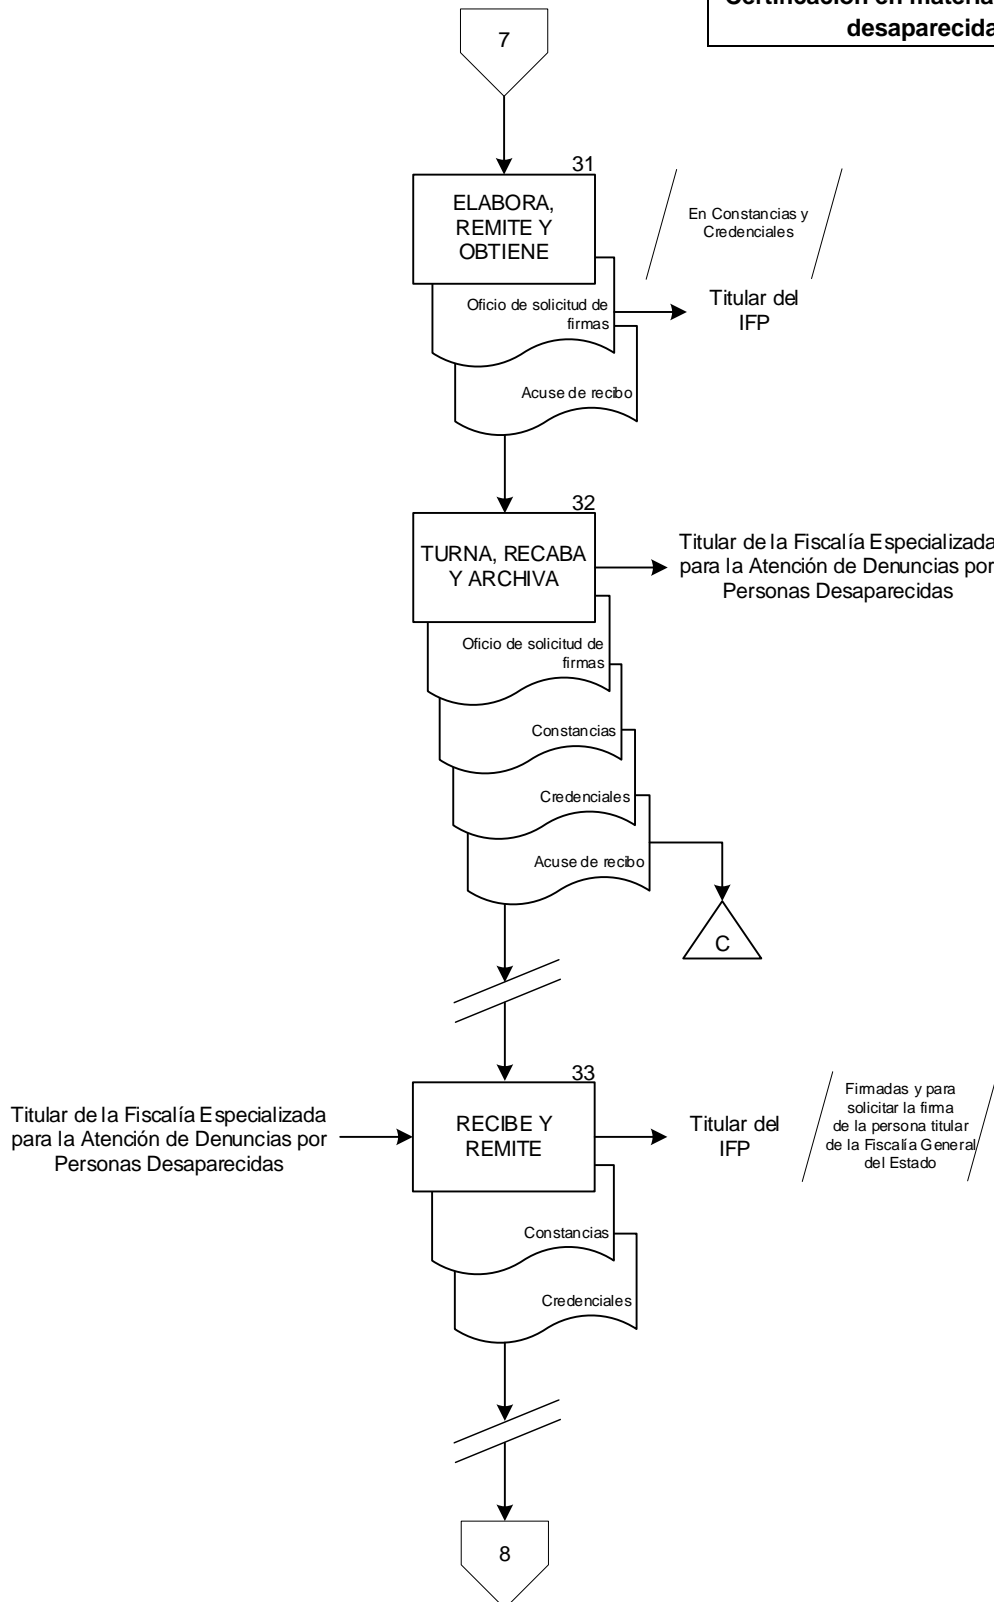 desaparecida
7
31
ELABORA,
REMITE Y
OBTIENE
En Constancias y
Credenciales
Oficio de solicitud de
firmas
Titular del
IFP
Acuse de recibo
32
TURNA, RECABA
Y ARCHIVA
Titular de la Fiscalía Especializada
para la Atención de Denuncias por
Personas Desaparecidas
Oficio de solicitud de
firmas
Constancias
Credenciales
Acuse de recibo
C
33
Titular de la Fiscalía Especializada
para la Atención de Denuncias por
Personas Desaparecidas
RECIBE Y
REMITE
Titular del
IFP
Firmadas y para
solicitar la firma
de la persona titular
de la Fiscalía General
del Estado
Constancias
Credenciales
8